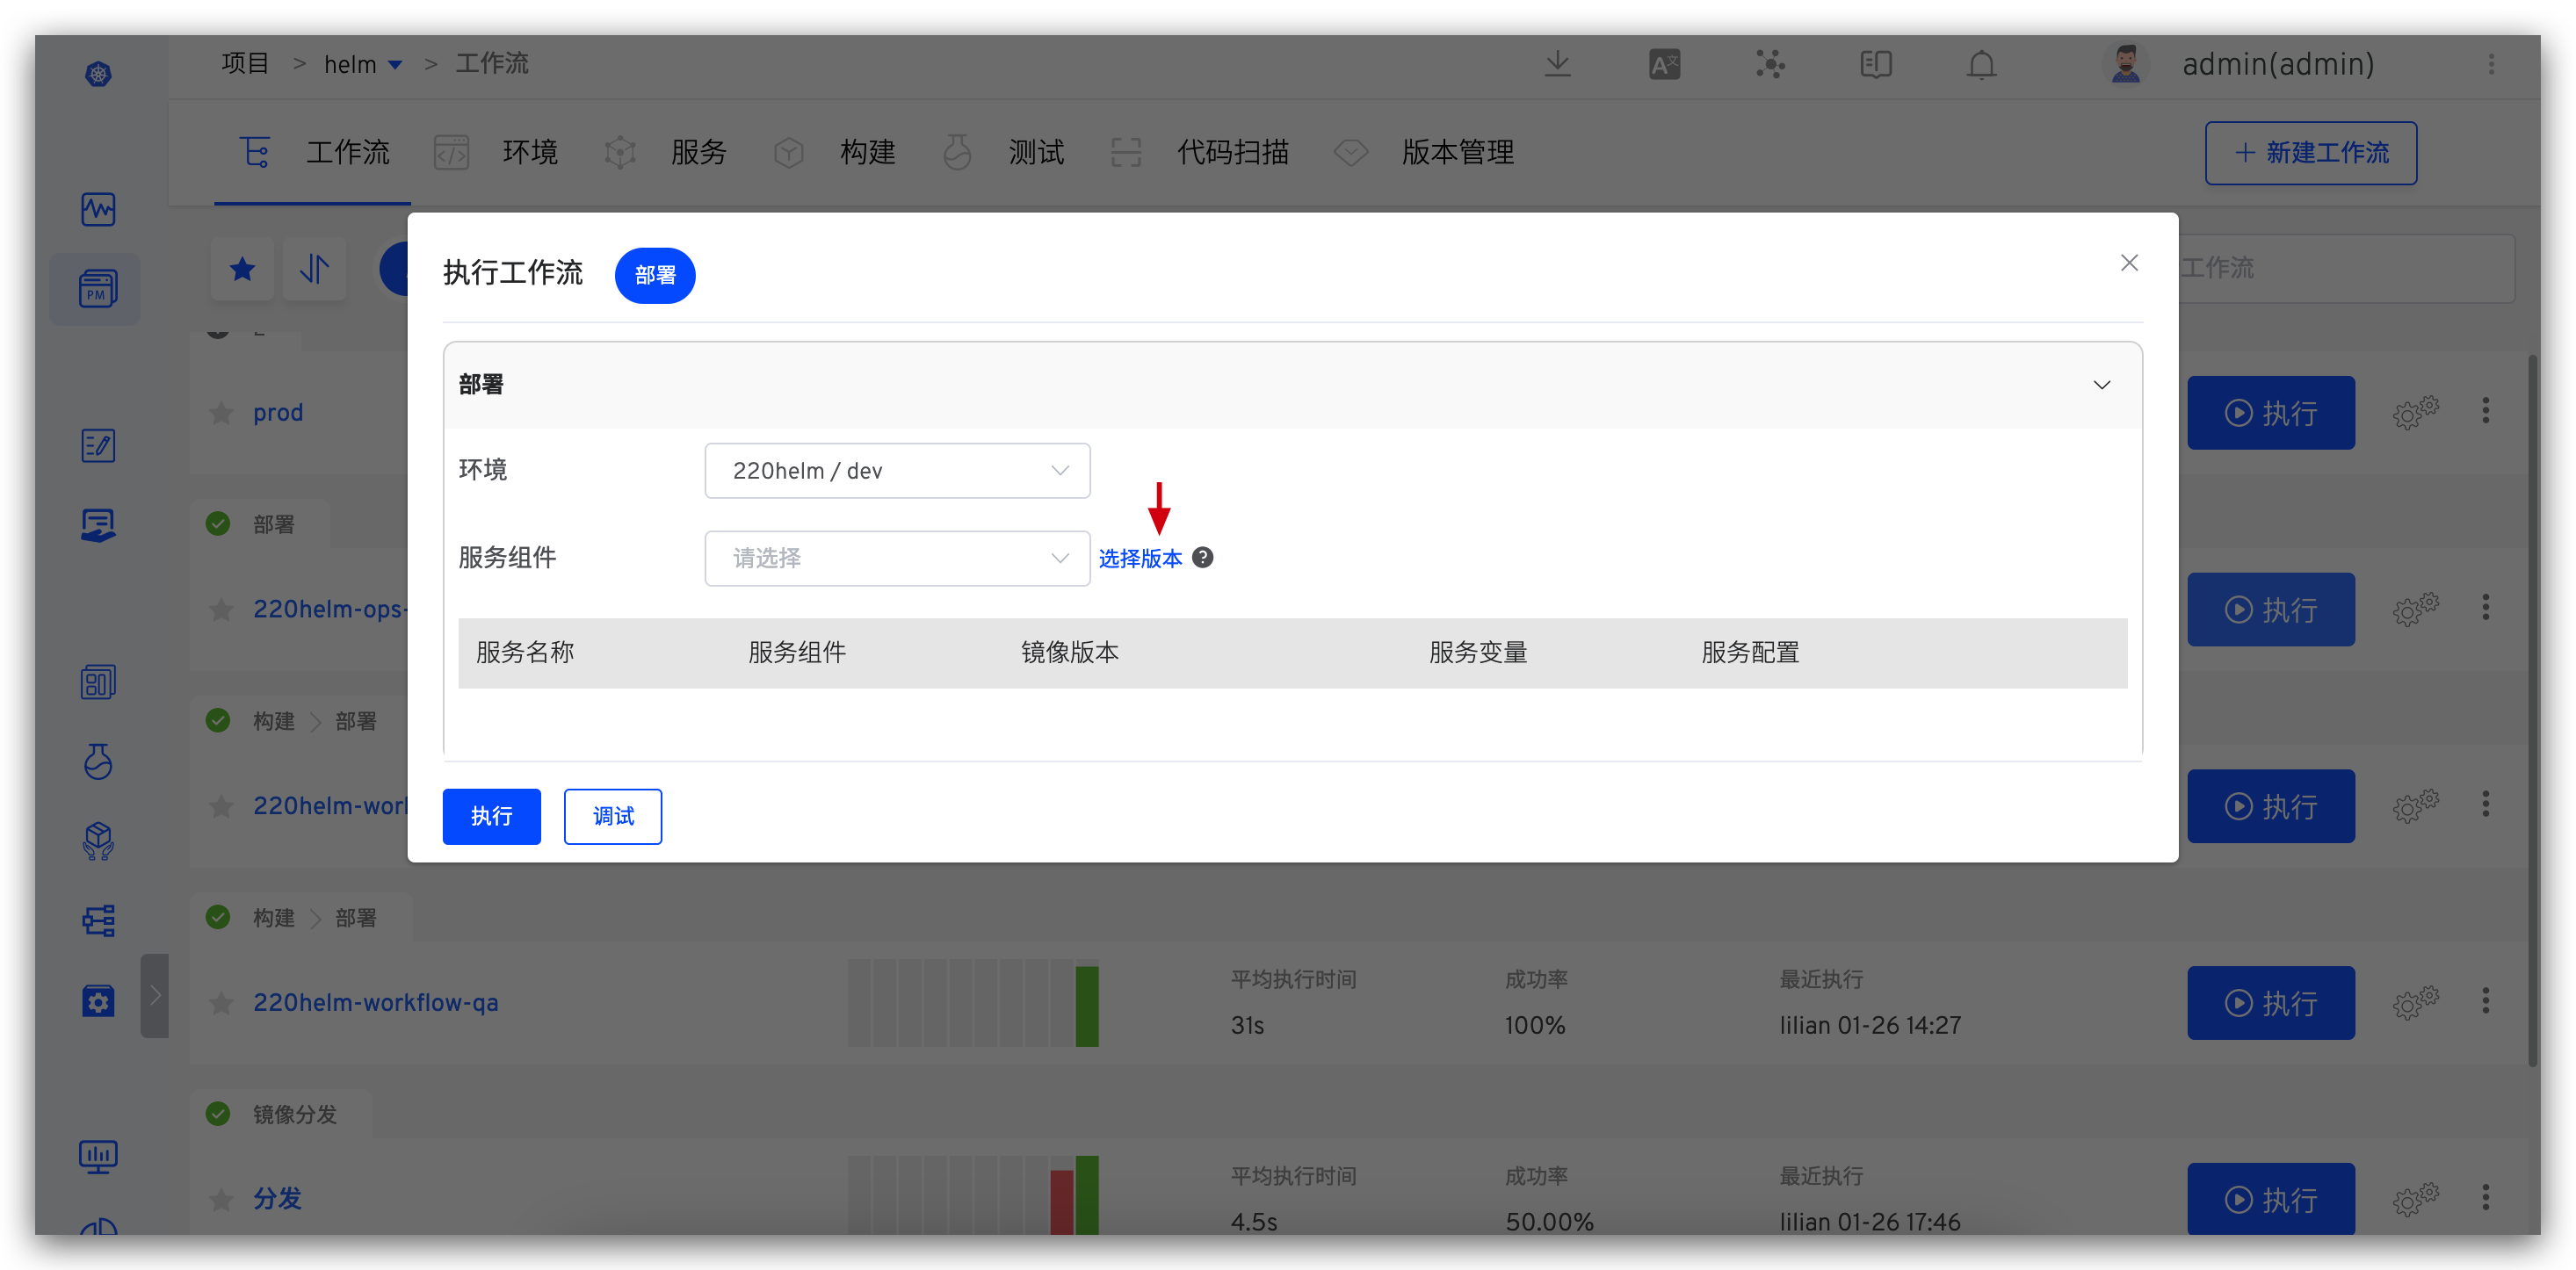 项目 > helm > 工作流
admin(admin)
工作流 环境 服务 构建 测试 代码扫描 版本管理
+ 新建工作流
PM
工作流
执行工作流 部署
部署
环境 220helm / dev
服务组件 请选择 选择版本 ?
服务名称 服务组件 镜像版本 服务变量 服务配置
执行 调试
prod
执行
部署
220helm-ops-
执行
构建 > 部署
220helm-work
执行
构建 > 部署
220helm-workflow-qa
平均执行时间 成功率 最近执行
31s 100% lilian 01-26 14:27
执行
镜像分发
分发
平均执行时间 成功率 最近执行
4.5s 50.00% lilian 01-26 17:46
执行